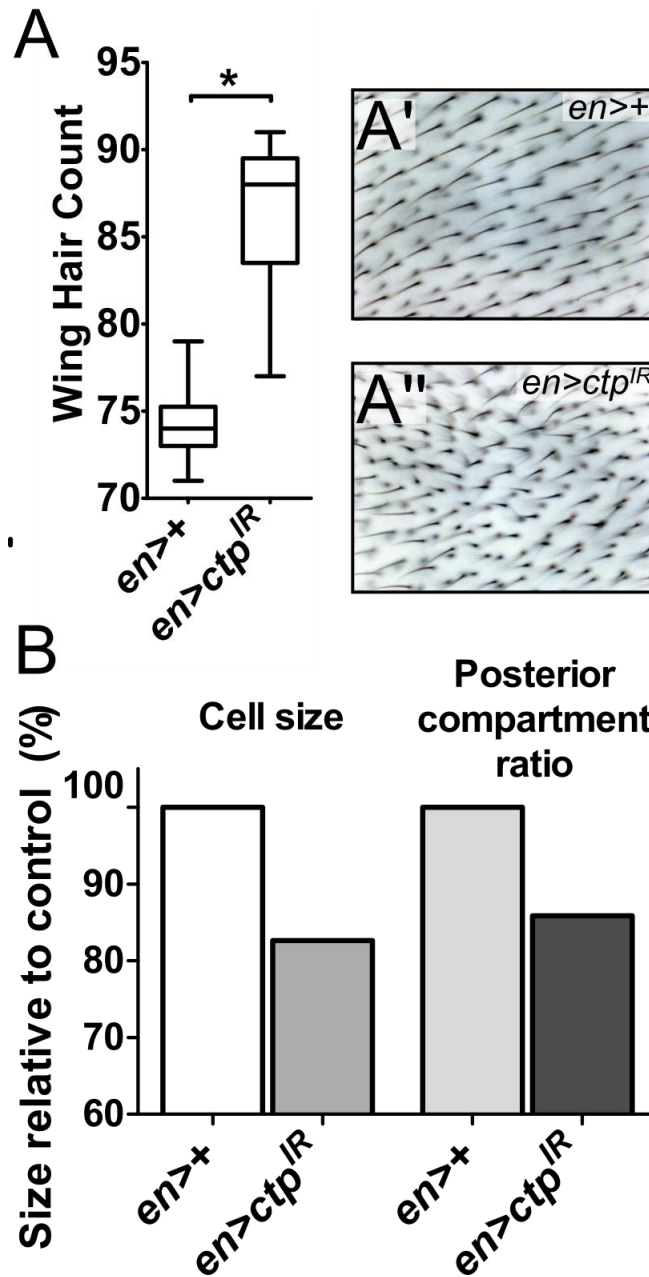 A
Wing Hair Count
95
90
85
80
75
70
*
en>+
en>ctp^IR
A'
en>+
A"
en>ctp^IR
B
Size relative to control (%)
100
90
80
70
60
Cell size
Posterior
compartment
ratio
en>+
en>ctp^IR
en>+
en>ctp^IR